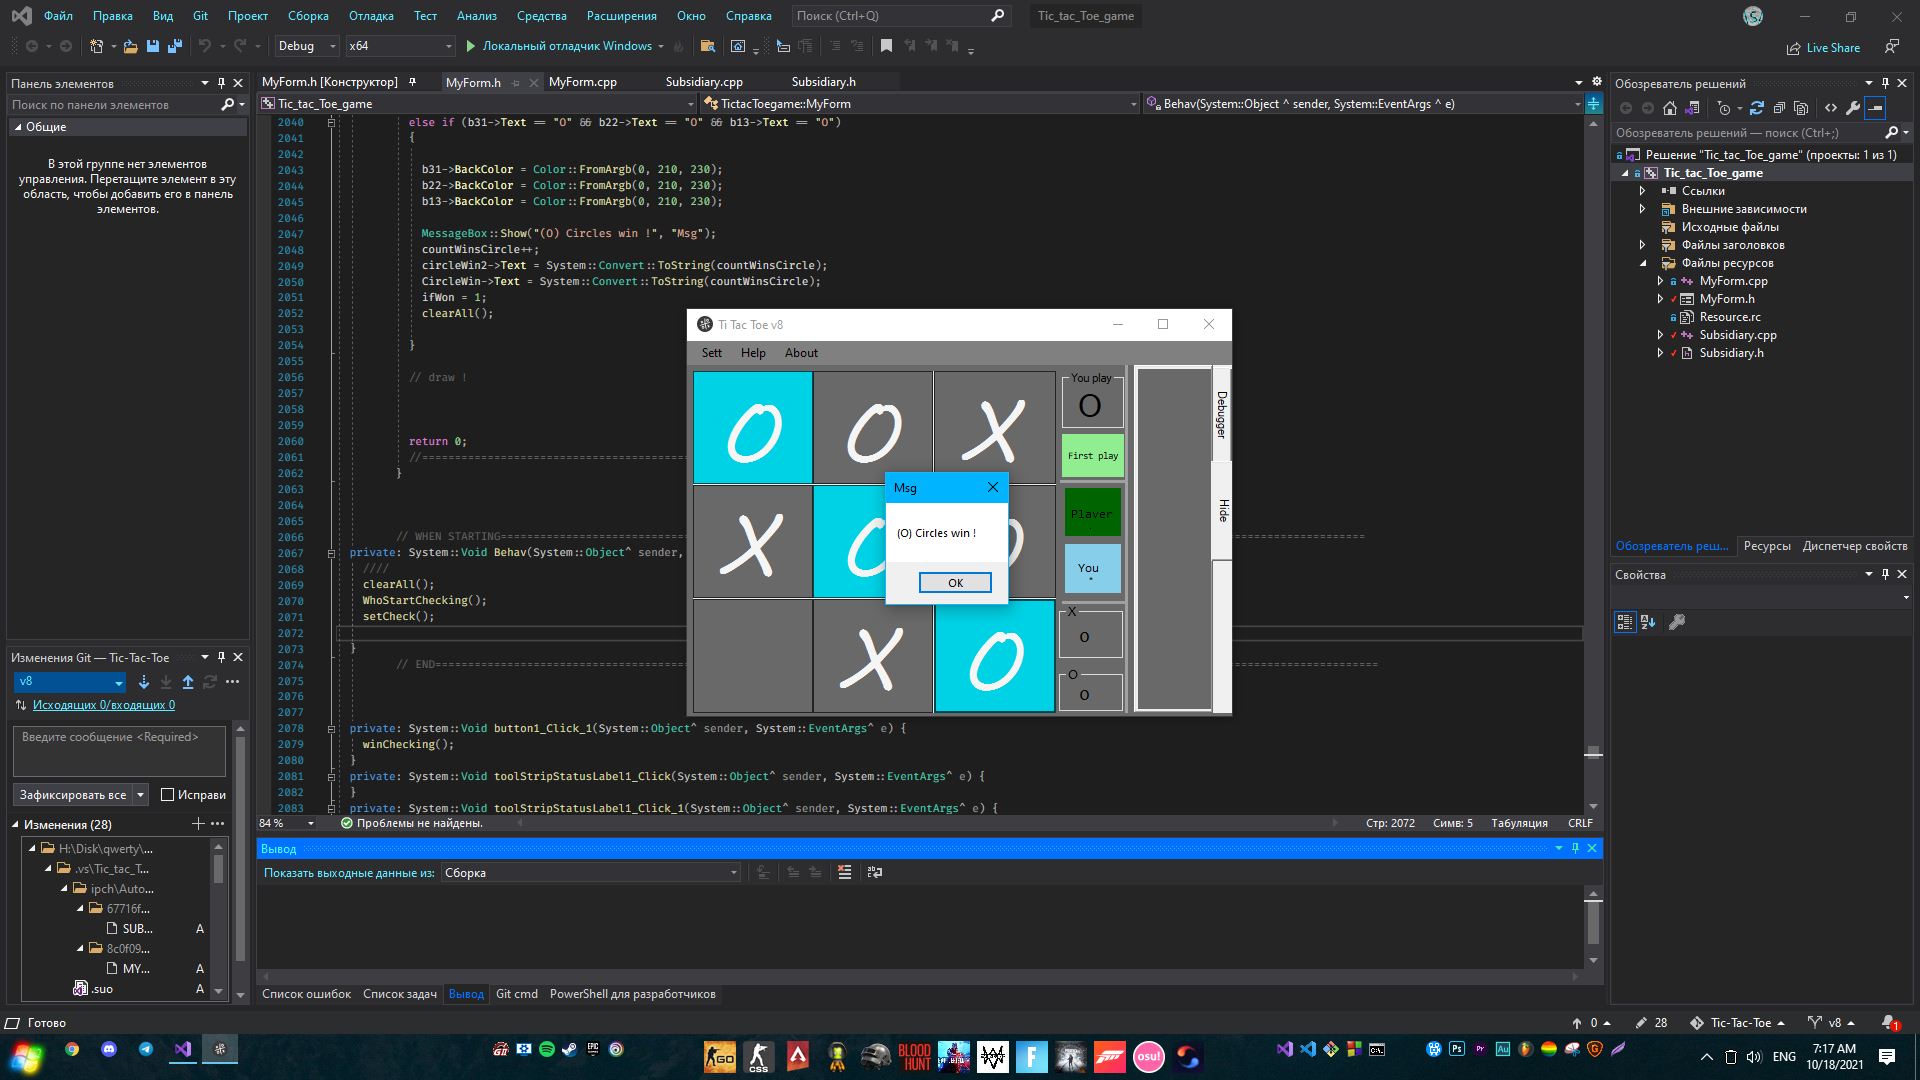 Файл Правка Вид Git Проект Сборка Отладка Тест Анализ Средства Расширения Окно Справка Поиск (Ctrl+Q) Tic_tac_Toe_game
Debug x64 Локальный отладчик Windows Live Share
Панель элементов
Поиск по панели элементов
Общие
В этой группе нет элементов
управления. Перетащите элемент в эту
область, чтобы добавить его в панель
элементов.
MyForm.h [Конструктор] MyForm.h MyForm.cpp Subsidiary.cpp Subsidiary.h
Tic_tac_Toe_game TictacToegame::MyForm Behav(System::Object ^ sender, System::EventArgs ^ e)
2040 else if (b31->Text == "O" && b22->Text == "O" && b13->Text == "O")
2041 {
2042
2043 b31->BackColor = Color::FromArgb(0, 210, 230);
2044 b22->BackColor = Color::FromArgb(0, 210, 230);
2045 b13->BackColor = Color::FromArgb(0, 210, 230);
2046
2047 MessageBox::Show("(O) Circles win !", "Msg");
2048 countWinsCircle++;
2049 circleWin2->Text = System::Convert::ToString(countWinsCircle);
2050 CircleWin->Text = System::Convert::ToString(countWinsCircle);
2051 ifWon = 1;
2052 clearAll();
2053
2054 }
2055
2056 // draw !
2057
2058
2059
2060 return 0;
2061 //=========================================
2062 }
2063
2064
2065
2066 // WHEN STARTING============================
2067 private: System::Void Behav(System::Object^ sender,
2068 ////
2069 clearAll();
2070 WhoStartChecking();
2071 setCheck();
2072
2073 }
2074 // END======================================
2075
2076
2077
2078 private: System::Void button1_Click_1(System::Object^ sender, System::EventArgs^ e) {
2079 winChecking();
2080 }
2081 private: System::Void toolStripStatusLabel1_Click(System::Object^ sender, System::EventArgs^ e) {
2082 }
2083 private: System::Void toolStripStatusLabel1_Click_1(System::Object^ sender, System::EventArgs^ e) {
84 % Проблемы не найдены. Стр: 2072 Симв: 5 Табуляция CRLF
Ti Tac Toe v8
Sett Help About
O O X
X O O
X O
You play
O
First play
Player
You
*
X
0
O
0
Debugger
Hide
Msg
(O) Circles win !
OK
Вывод
Показать выходные данные из: Сборка
Список ошибок Список задач Вывод Git cmd PowerShell для разработчиков
Обозреватель решений
Обозреватель решений — поиск (Ctrl+;)
Решение "Tic_tac_Toe_game" (проекты: 1 из 1)
Tic_tac_Toe_game
Ссылки
Внешние зависимости
Исходные файлы
Файлы заголовков
Файлы ресурсов
MyForm.cpp
MyForm.h
Resource.rc
Subsidiary.cpp
Subsidiary.h
Обозреватель реш... Ресурсы Диспетчер свойств
Свойства
Изменения Git — Tic-Tac-Toe
v8
Исходящих 0/входящих 0
Введите сообщение <Required>
Зафиксировать все Исправи
Изменения (28)
H:\Disk\qwerty\...
.vs\Tic_tac_T...
ipch\Auto...
67716f...
SUB... A
8c0f09...
MY... A
.suo A
Готово 0 28 Tic-Tac-Toe v8 1
GO CSS BLOOD HUNT osu! Ps Pr Au
ENG 7:17 AM
10/18/2021